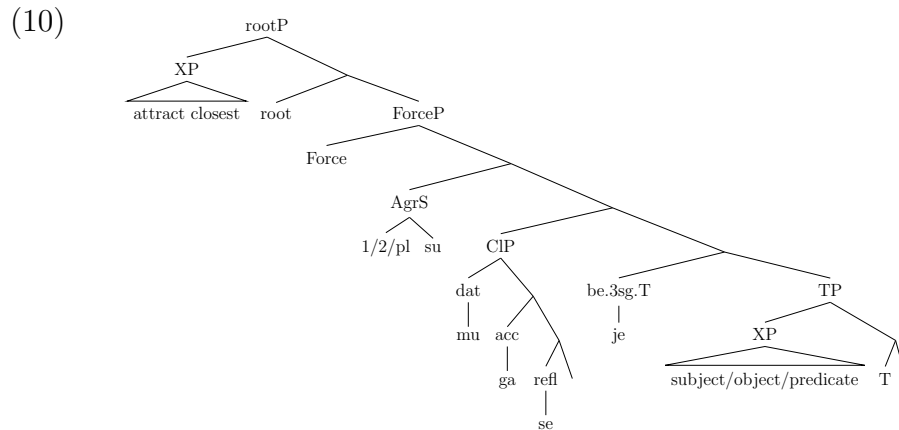 (10)
rootP
XP
attract closest root ForceP
Force
AgrS
1/2/pl su ClP
dat be.3sg.T TP
mu acc je XP
ga refl subject/object/predicate T
se